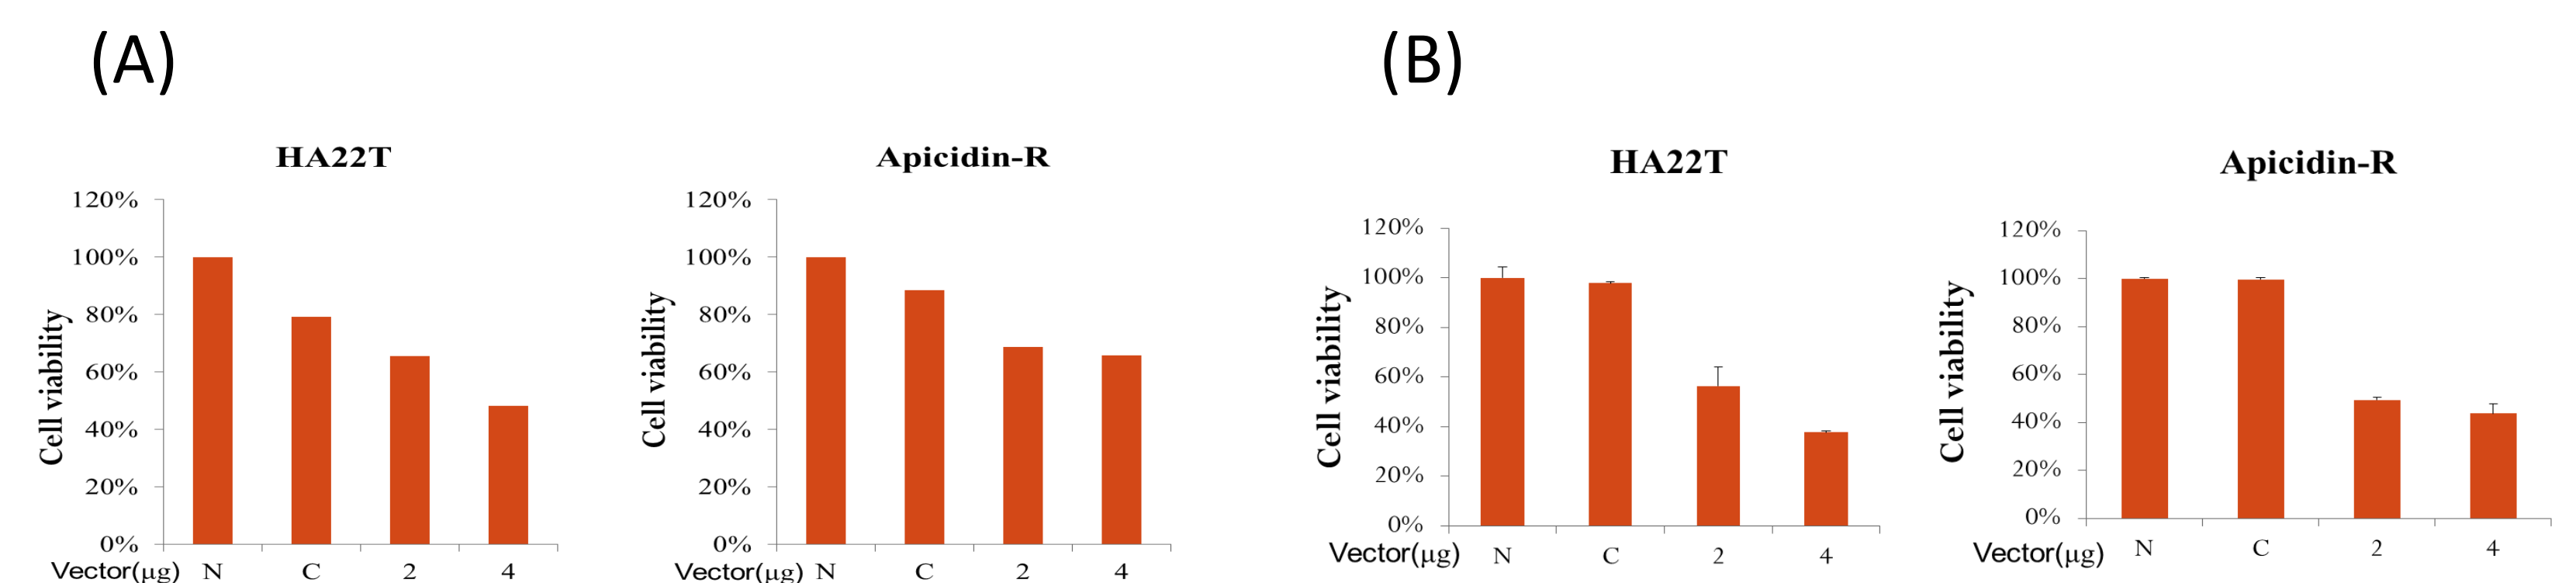 (A)
HA22T
120%
100%
80%
60%
40%
20%
0%
Cell viability
Vector(μg) N C 2 4
Apicidin-R
120%
100%
80%
60%
40%
20%
0%
Cell viability
Vector(μg) N C 2 4
(B)
HA22T
120%
100%
80%
60%
40%
20%
0%
Cell viability
Vector(μg) N C 2 4
Apicidin-R
120%
100%
80%
60%
40%
20%
0%
Cell viability
Vector(μg) N C 2 4